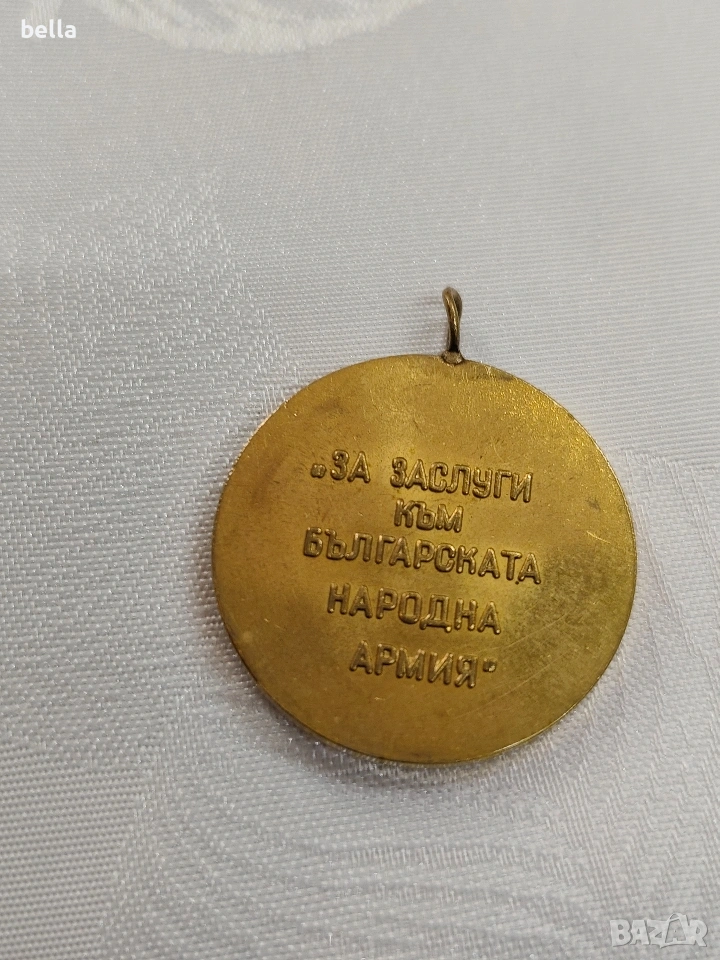 bella
„ЗА ЗАСЛУГИ
КЪМ
БЪЛГАРСКАТА
НАРОДНА
АРМИЯ"
BAZAR